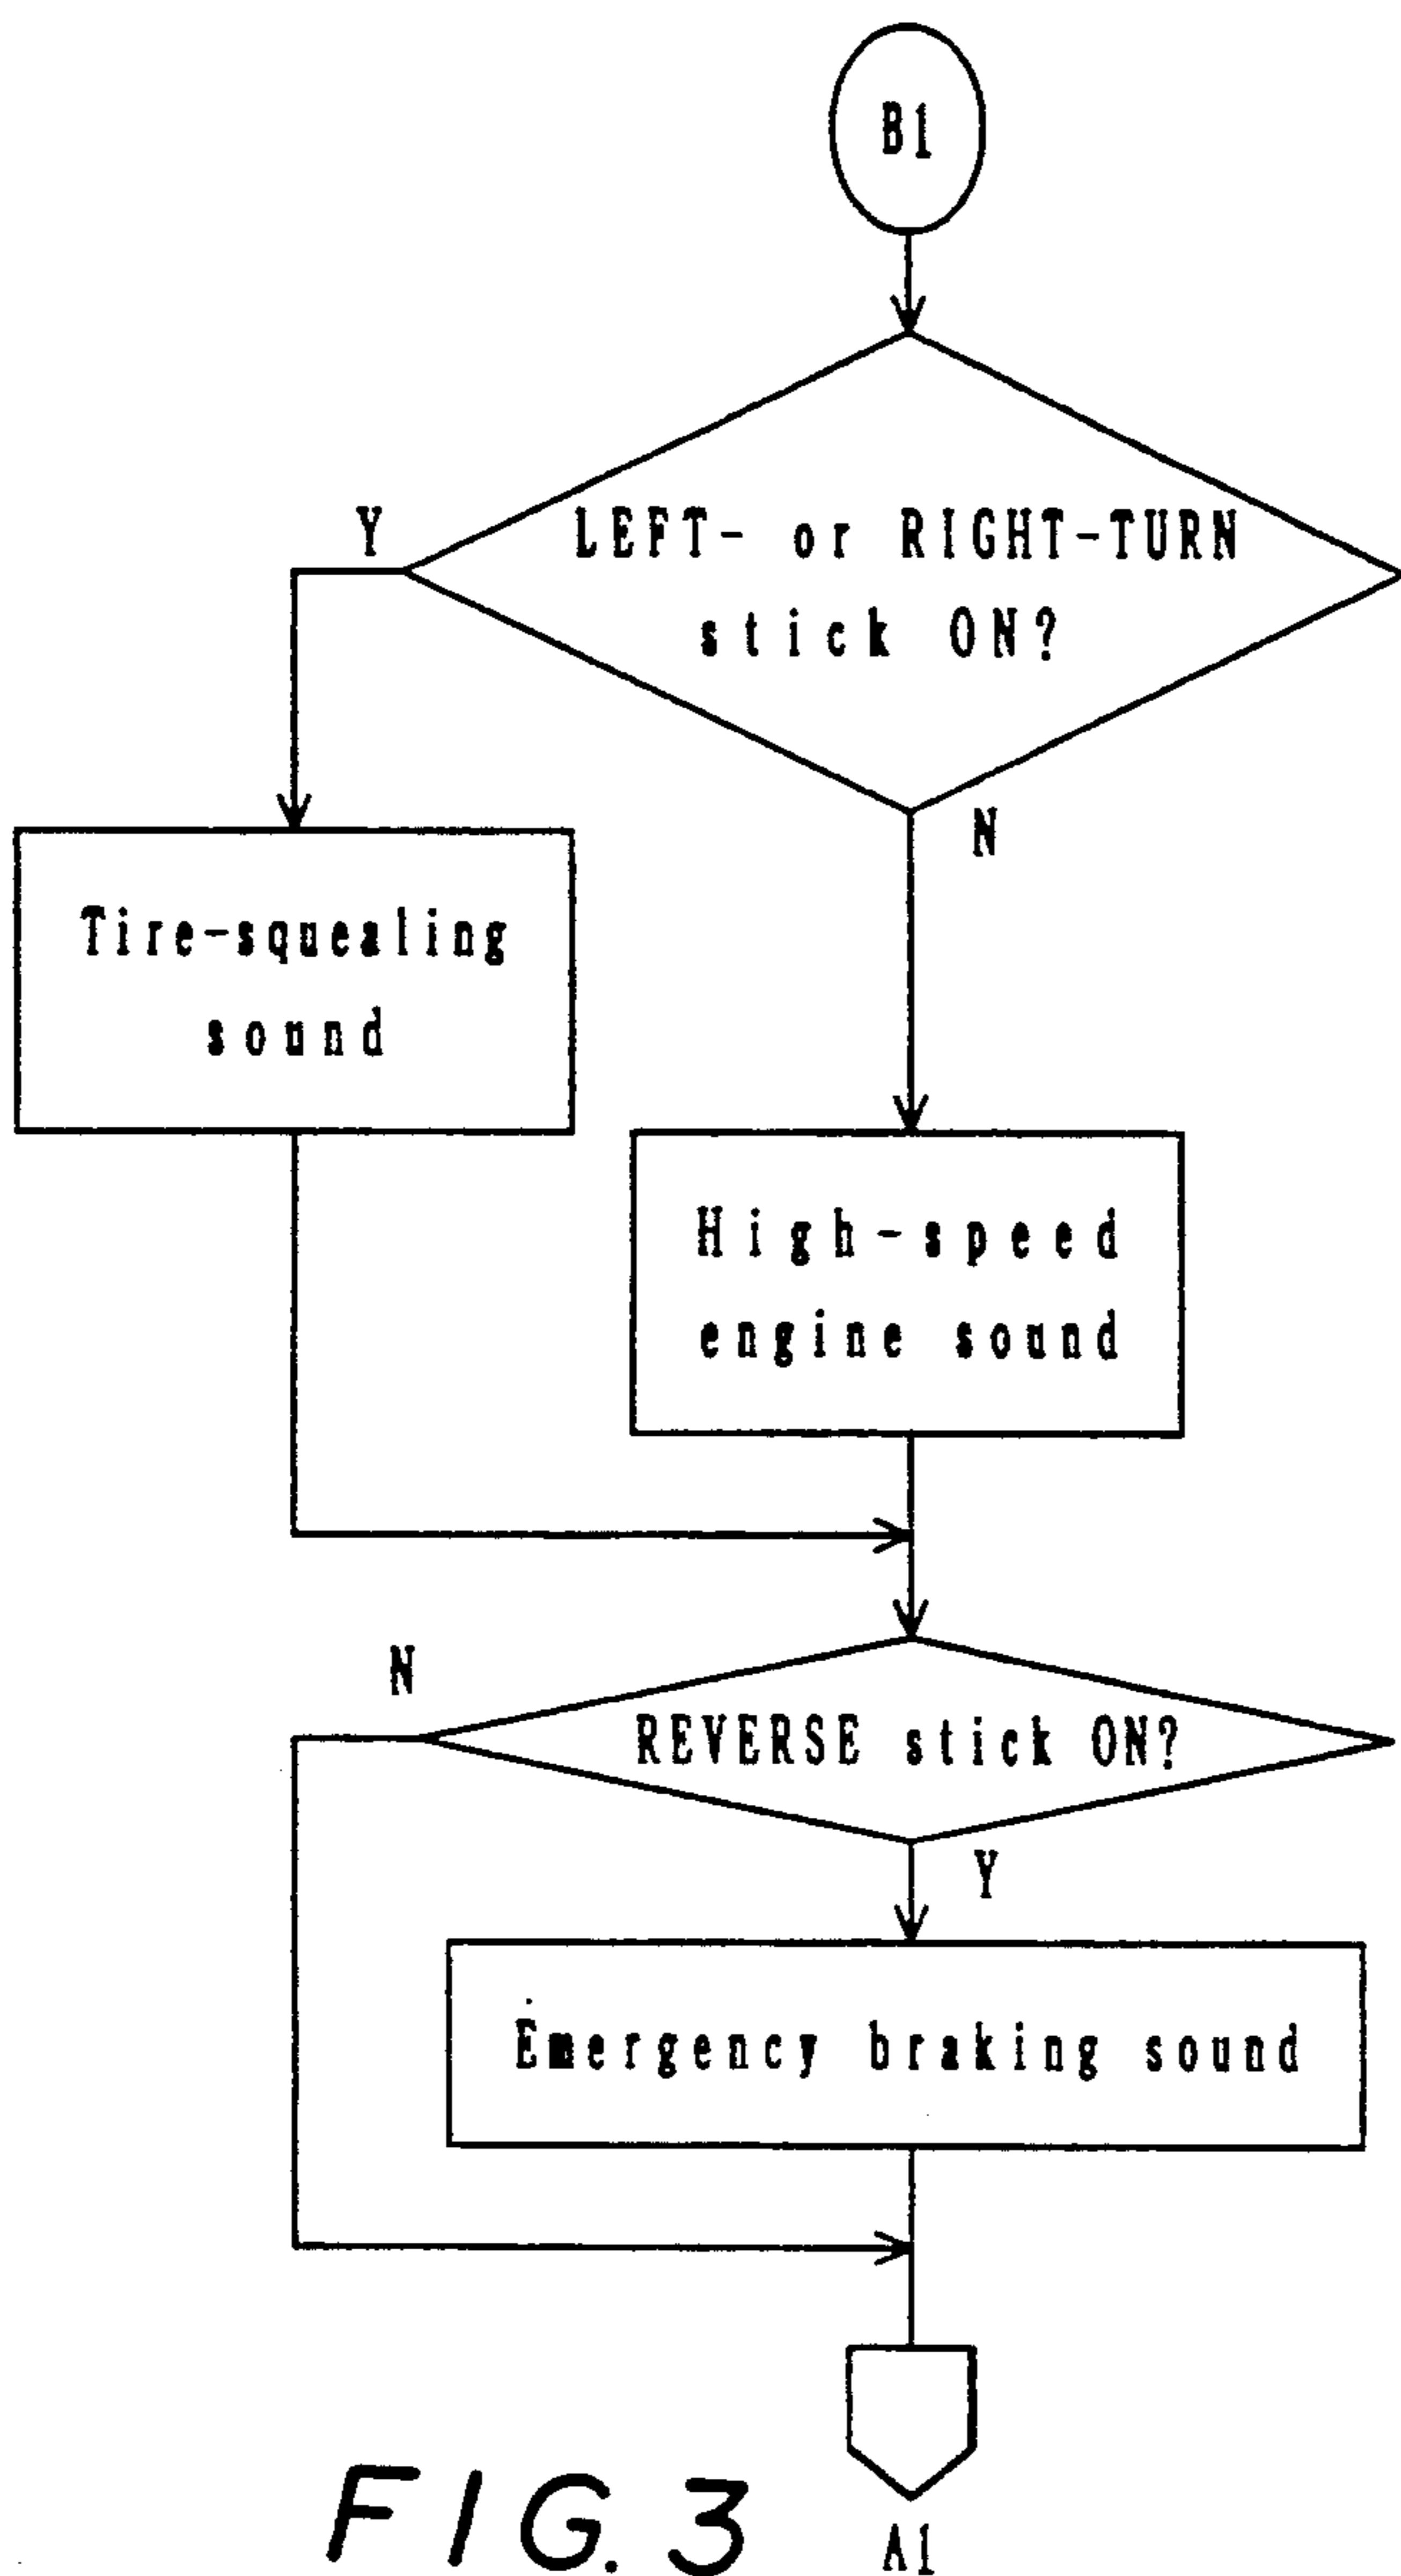 B1
Y
LEFT- or RIGHT-TURN
stick ON?
N
Tire-squealing
sound
High-speed
engine sound
N
REVERSE stick ON?
Y
Emergency braking sound
A1
FIG. 3